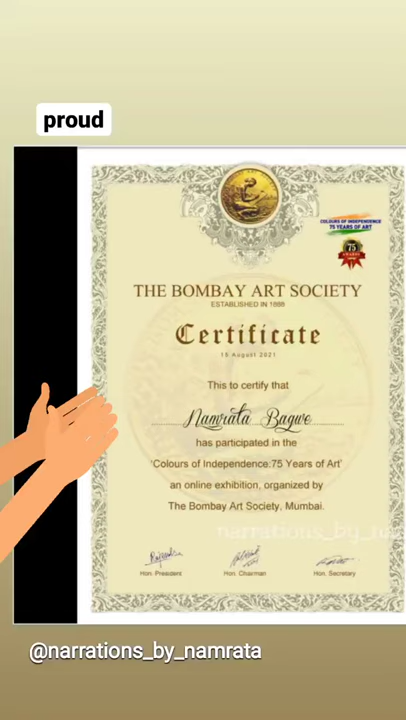 proud
COLOURS OF INDEPENDENCE
75 YEARS OF ART
75
THE BOMBAY ART SOCIETY
ESTABLISHED IN 1888
Certificate
15 August 2021
This to certify that
Namrata Bagwe
has participated in the
'Colours of Independence:75 Years of Art'
an online exhibition, organized by
The Bombay Art Society, Mumbai.
narrations_by_na
Hon. President
Hon. Chairman
Hon. Secretary
@narrations_by_namrata